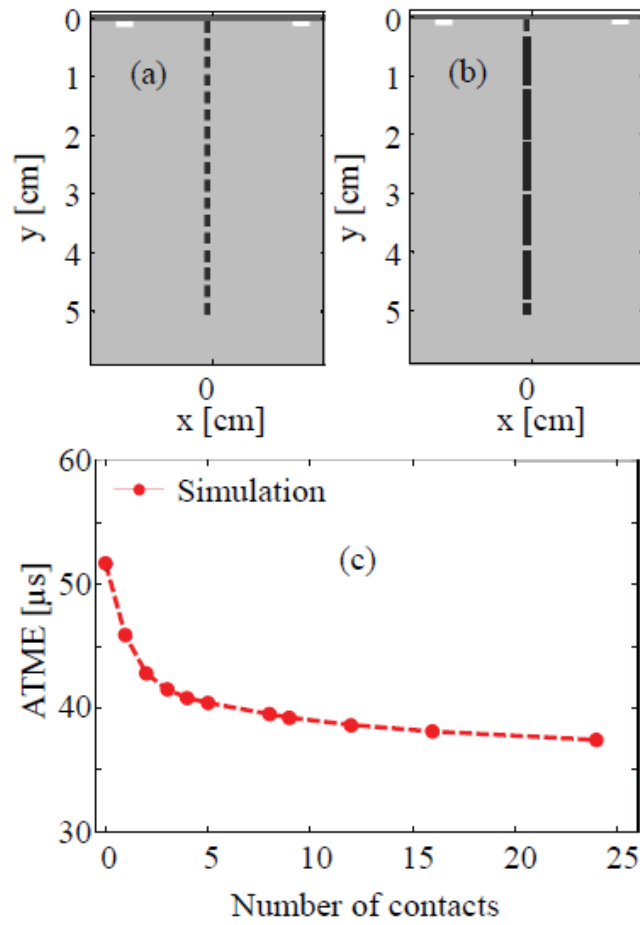 (a)
0
1
2
3
4
5
y [cm]
0
x [cm]
(b)
0
1
2
3
4
5
y [cm]
0
x [cm]
60
50
40
30
ATME [µs]
Simulation
(c)
0 5 10 15 20 25
Number of contacts